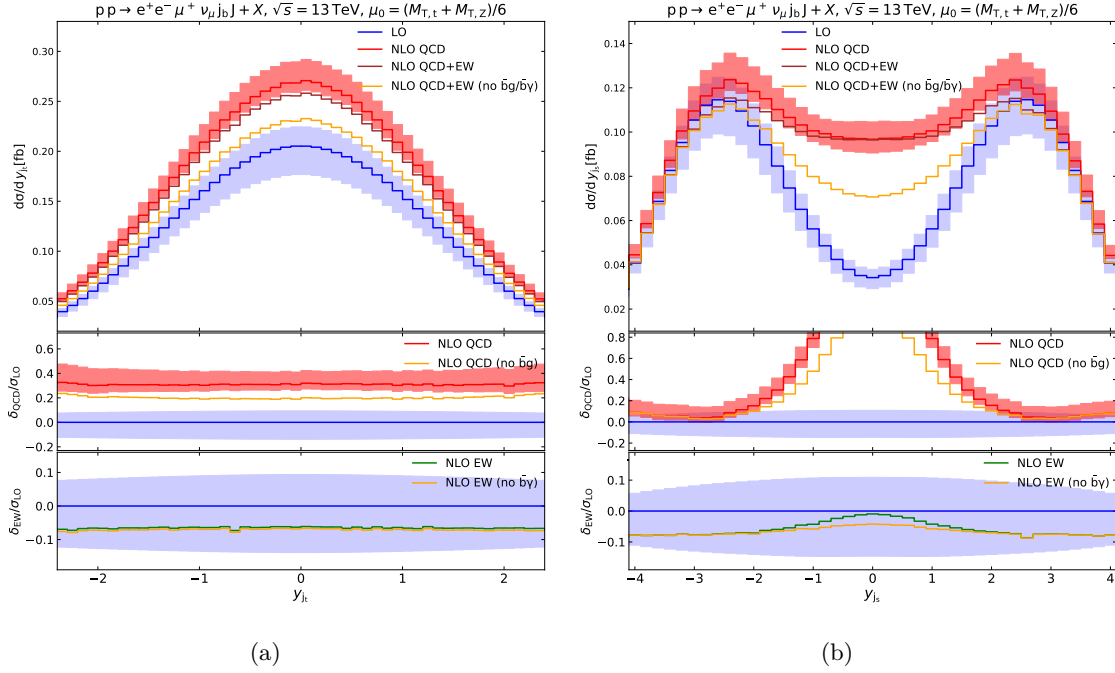 p p → e⁺e⁻ μ⁺ ν_μ j_b J + X, √s = 13 TeV, μ₀ = (M_T,t + M_T,Z)/6
LO
NLO QCD
NLO QCD+EW
NLO QCD+EW (no b̄g/b̄γ)
dσ/d y_jt [fb]
0.30
0.25
0.20
0.15
0.10
0.05
NLO QCD
NLO QCD (no b̄g)
δ_QCD/σ_LO
0.6
0.4
0.2
0.0
−0.2
NLO EW
NLO EW (no b̄γ)
δ_EW/σ_LO
0.1
0.0
−0.1
−2 −1 0 1 2
y_jt
(a)
p p → e⁺e⁻ μ⁺ ν_μ j_b J + X, √s = 13 TeV, μ₀ = (M_T,t + M_T,Z)/6
LO
NLO QCD
NLO QCD+EW
NLO QCD+EW (no b̄g/b̄γ)
dσ/d y_js [fb]
0.14
0.12
0.10
0.08
0.06
0.04
0.02
NLO QCD
NLO QCD (no b̄g)
δ_QCD/σ_LO
0.8
0.6
0.4
0.2
0.0
−0.2
NLO EW
NLO EW (no b̄γ)
δ_EW/σ_LO
0.1
0.0
−0.1
−4 −3 −2 −1 0 1 2 3 4
y_js
(b)